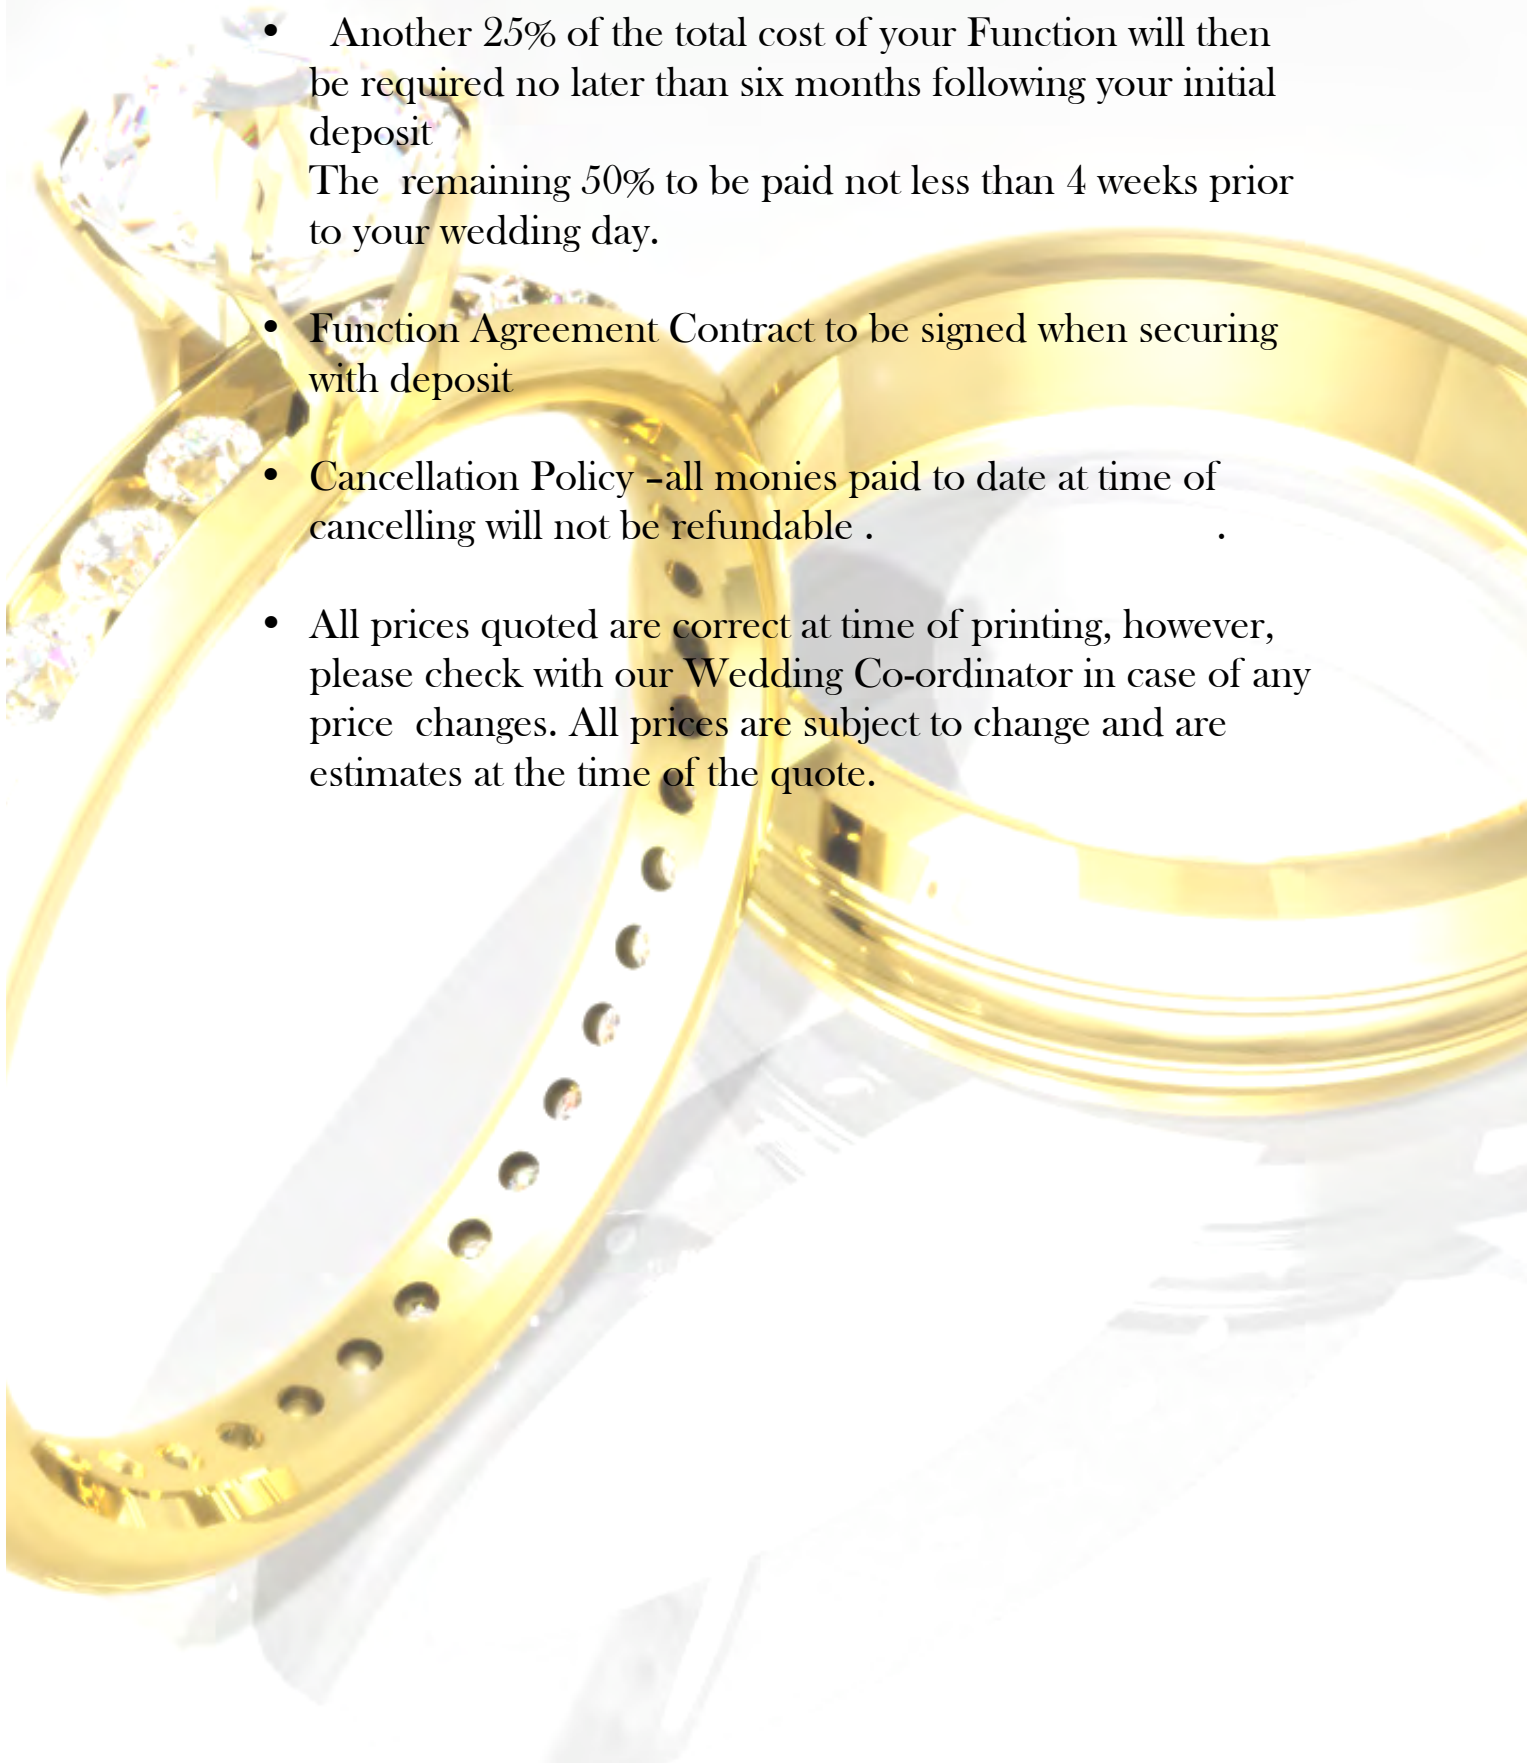 • Another 25% of the total cost of your Function will then
be required no later than six months following your initial
deposit
The remaining 50% to be paid not less than 4 weeks prior
to your wedding day.
• Function Agreement Contract to be signed when securing
with deposit
• Cancellation Policy –all monies paid to date at time of
cancelling will not be refundable . .
• All prices quoted are correct at time of printing, however,
please check with our Wedding Co-ordinator in case of any
price changes. All prices are subject to change and are
estimates at the time of the quote.